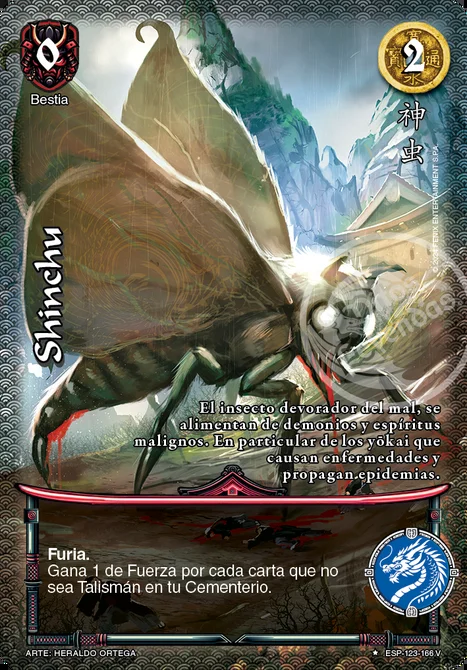 0
2
Bestia
神虫
Shinchu
El insecto devorador del mal, se
alimentan de demonios y espíritus
malignos. En particular de los yōkai que
causan enfermedades y
propagan epidemias.
Furia.
Gana 1 de Fuerza por cada carta que no
sea Talismán en tu Cementerio.
ARTE: HERALDO ORTEGA
ESP-123-166 V